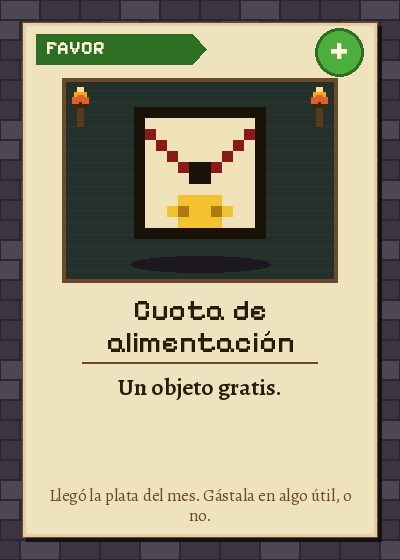 FAVOR
+
Cuota de
alimentación
Un objeto gratis.
Llegó la plata del mes. Gástala en algo útil, o
no.